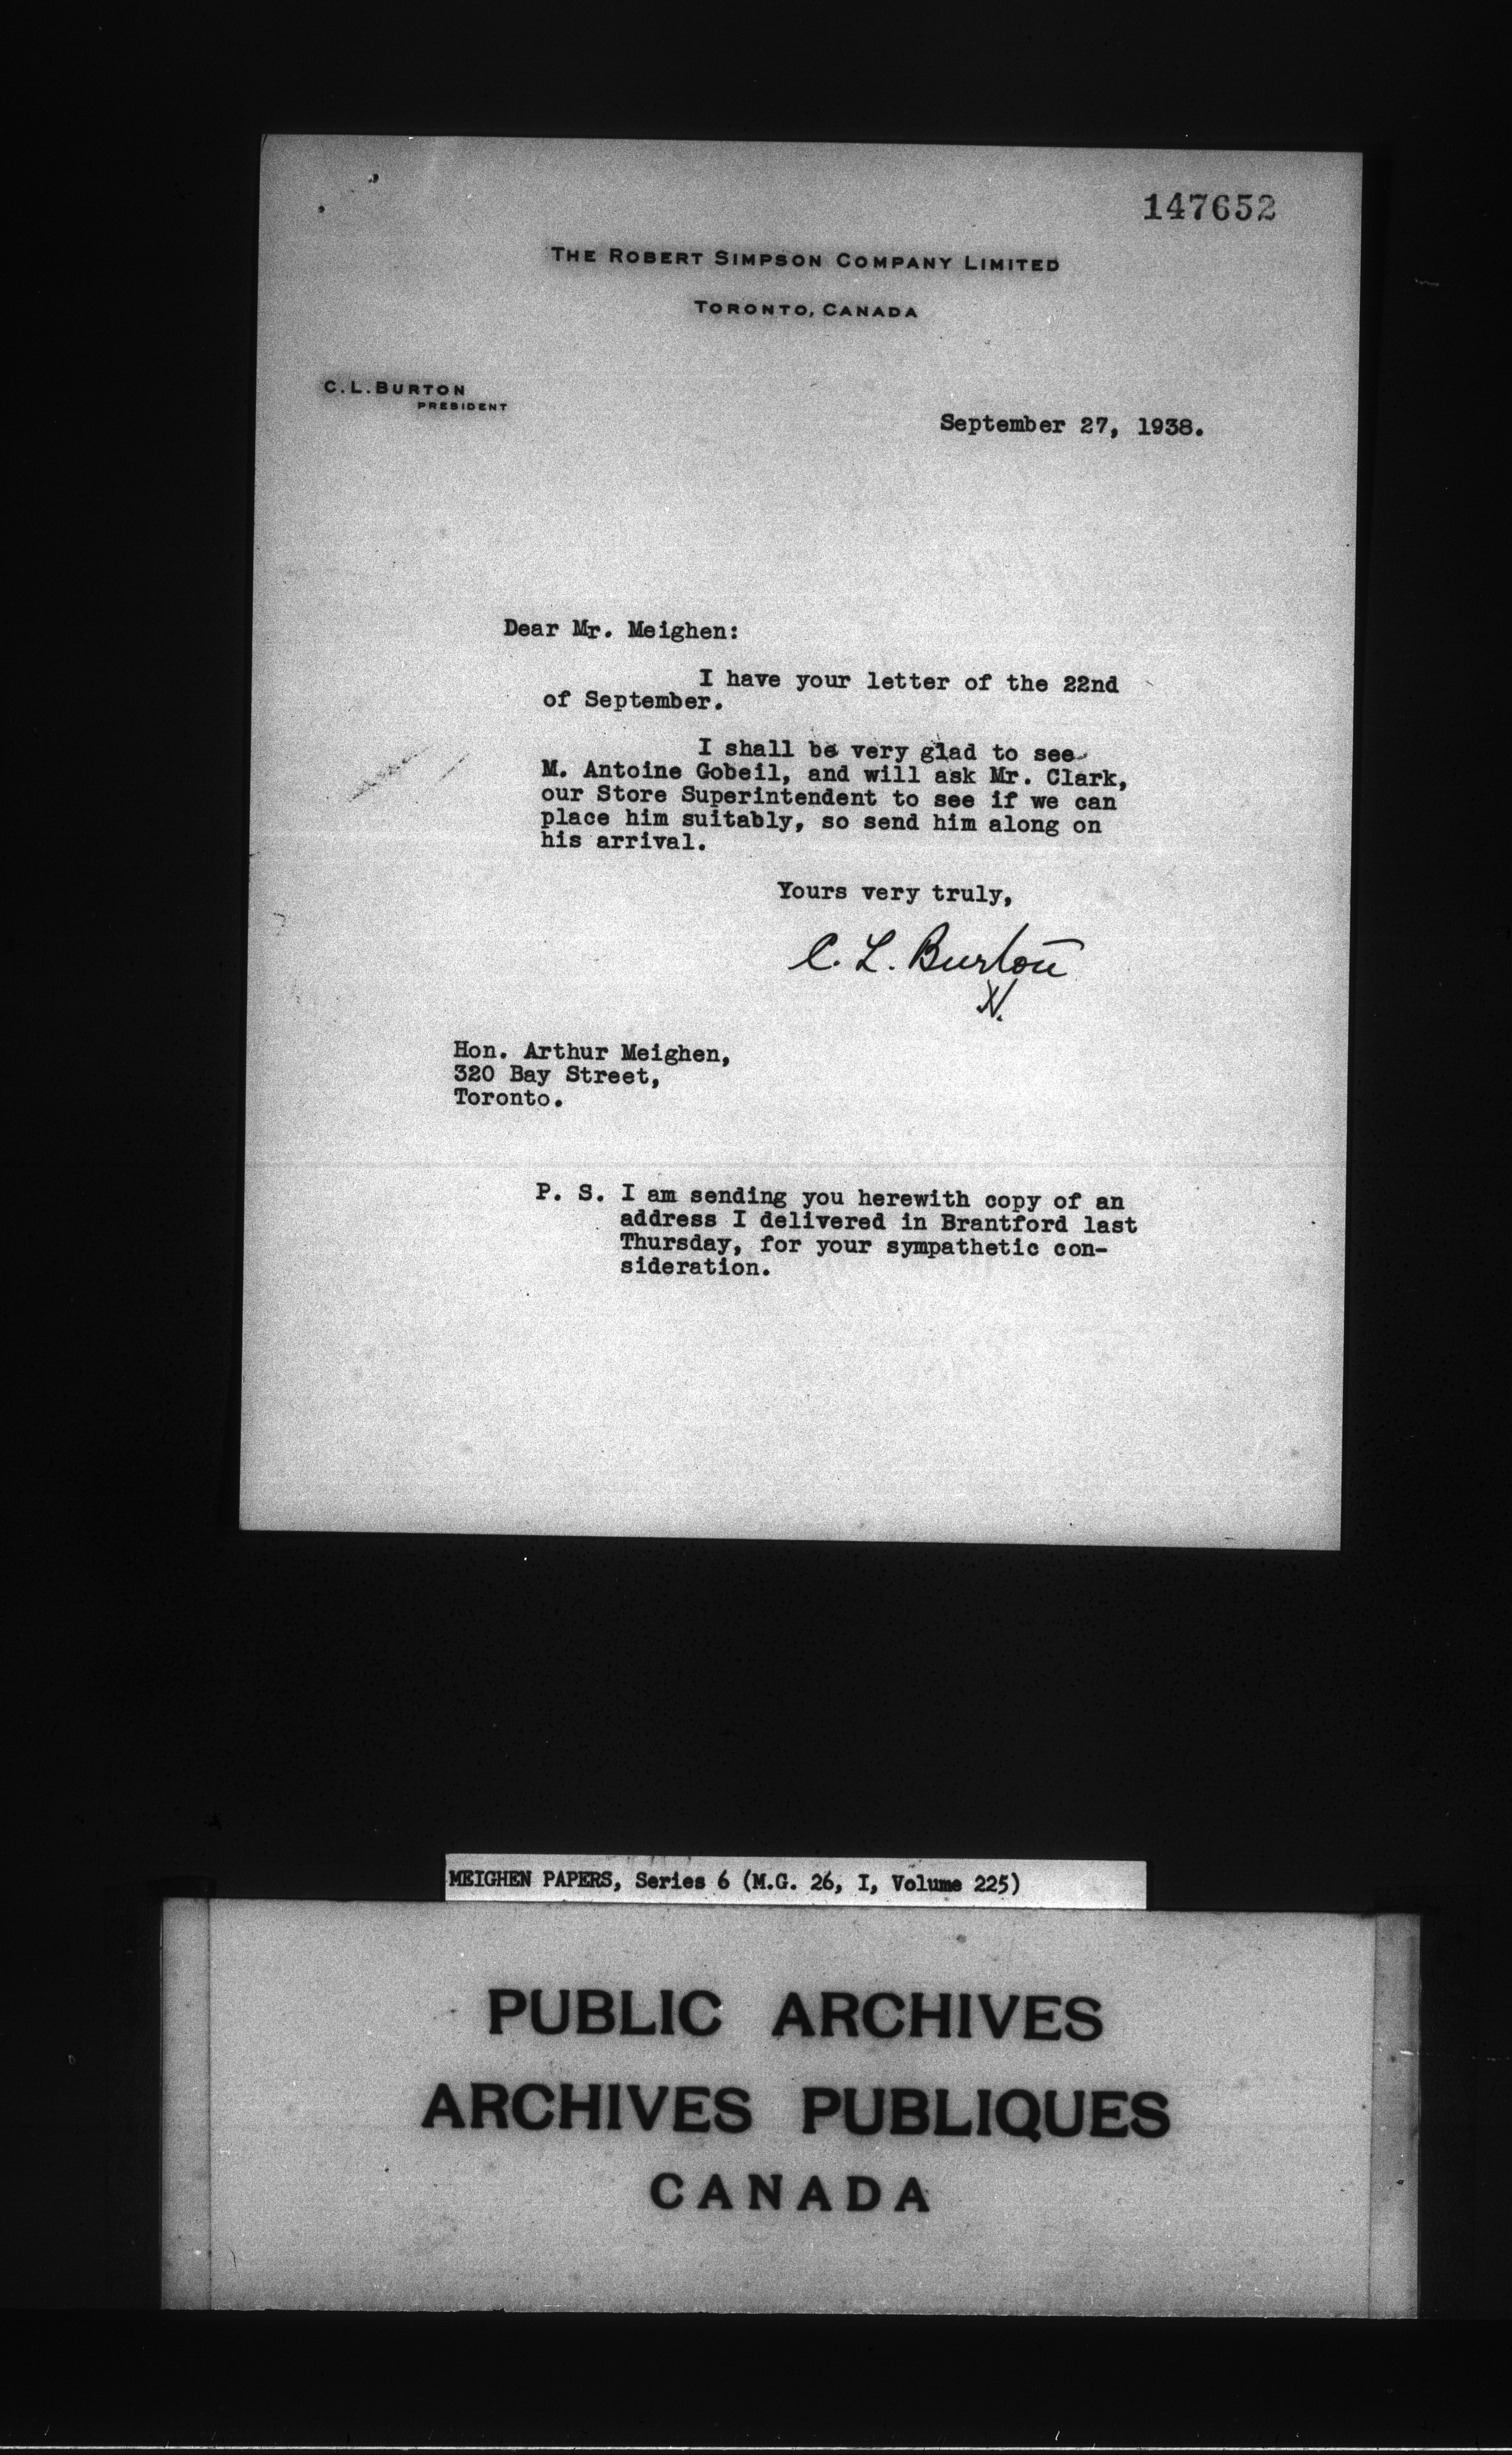 147652
THE ROBERT SIMPSON COMPANY LIMITED
TORONTO, CANADA
C. L. BURTON
PRESIDENT
September 27, 1938.
Dear Mr. Meighen:
I have your letter of the 22nd
of September.
I shall be very glad to see
M. Antoine Gobeil, and will ask Mr. Clark,
our Store Superintendent to see if we can
place him suitably, so send him along on
his arrival.
Yours very truly,
C. L. Burton
Hon. Arthur Meighen,
320 Bay Street,
Toronto.
P. S. I am sending you herewith copy of an
address I delivered in Brantford last
Thursday, for your sympathetic con-
sideration.
MEIGHEN PAPERS, Series 6 (M.G. 26, I, Volume 225)
PUBLIC ARCHIVES
ARCHIVES PUBLIQUES
CANADA